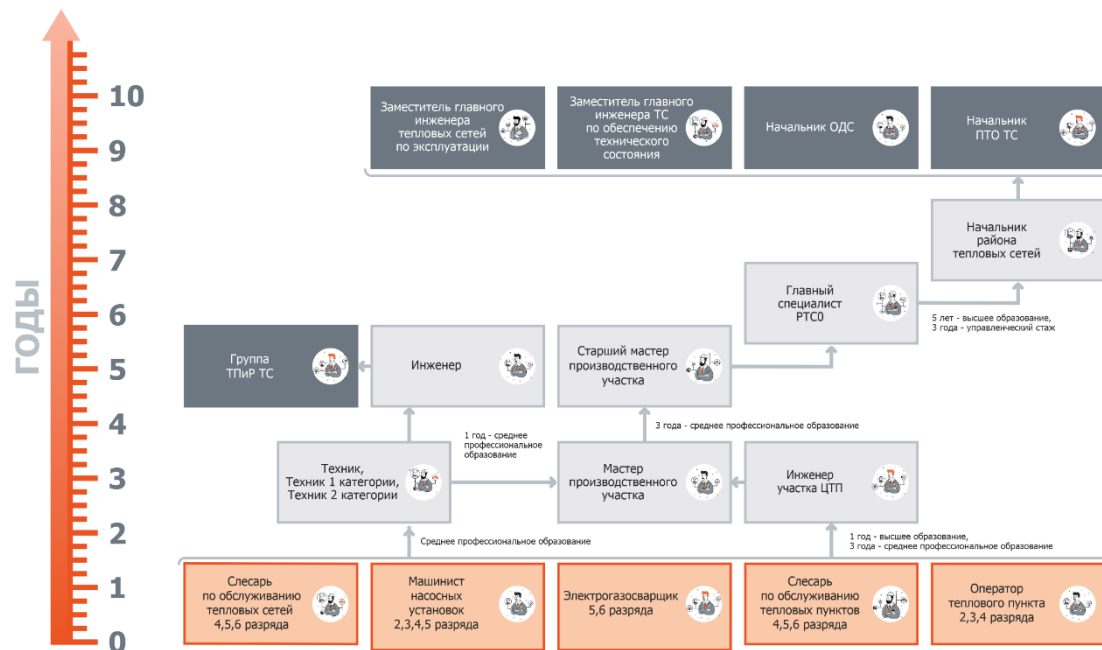 ГОДЫ
10
9
8
7
6
5
4
3
2
1
0
Заместитель главного
инженера
тепловых сетей
по эксплуатации
Заместитель главного
инженера ТС
по обеспечению
технического
состояния
Начальник ОДС
Начальник
ПТО ТС
Начальник
района
тепловых сетей
Главный
специалист
РТС0
5 лет - высшее образование,
3 года - управленческий стаж
Группа
ТПиР ТС
Инженер
Старший мастер
производственного
участка
1 год - среднее
профессиональное
образование
3 года - среднее профессиональное образование
Техник,
Техник 1 категории,
Техник 2 категории
Мастер
производственного
участка
Инженер
участка ЦТП
Среднее профессиональное образование
1 год - высшее образование,
3 года - среднее профессиональное образование
Слесарь
по обслуживанию
тепловых сетей
4,5,6 разряда
Машинист
насосных
установок
2,3,4,5 разряда
Электрогазосварщик
5,6 разряда
Слесарь
по обслуживанию
тепловых пунктов
4,5,6 разряда
Оператор
теплового пункта
2,3,4 разряда